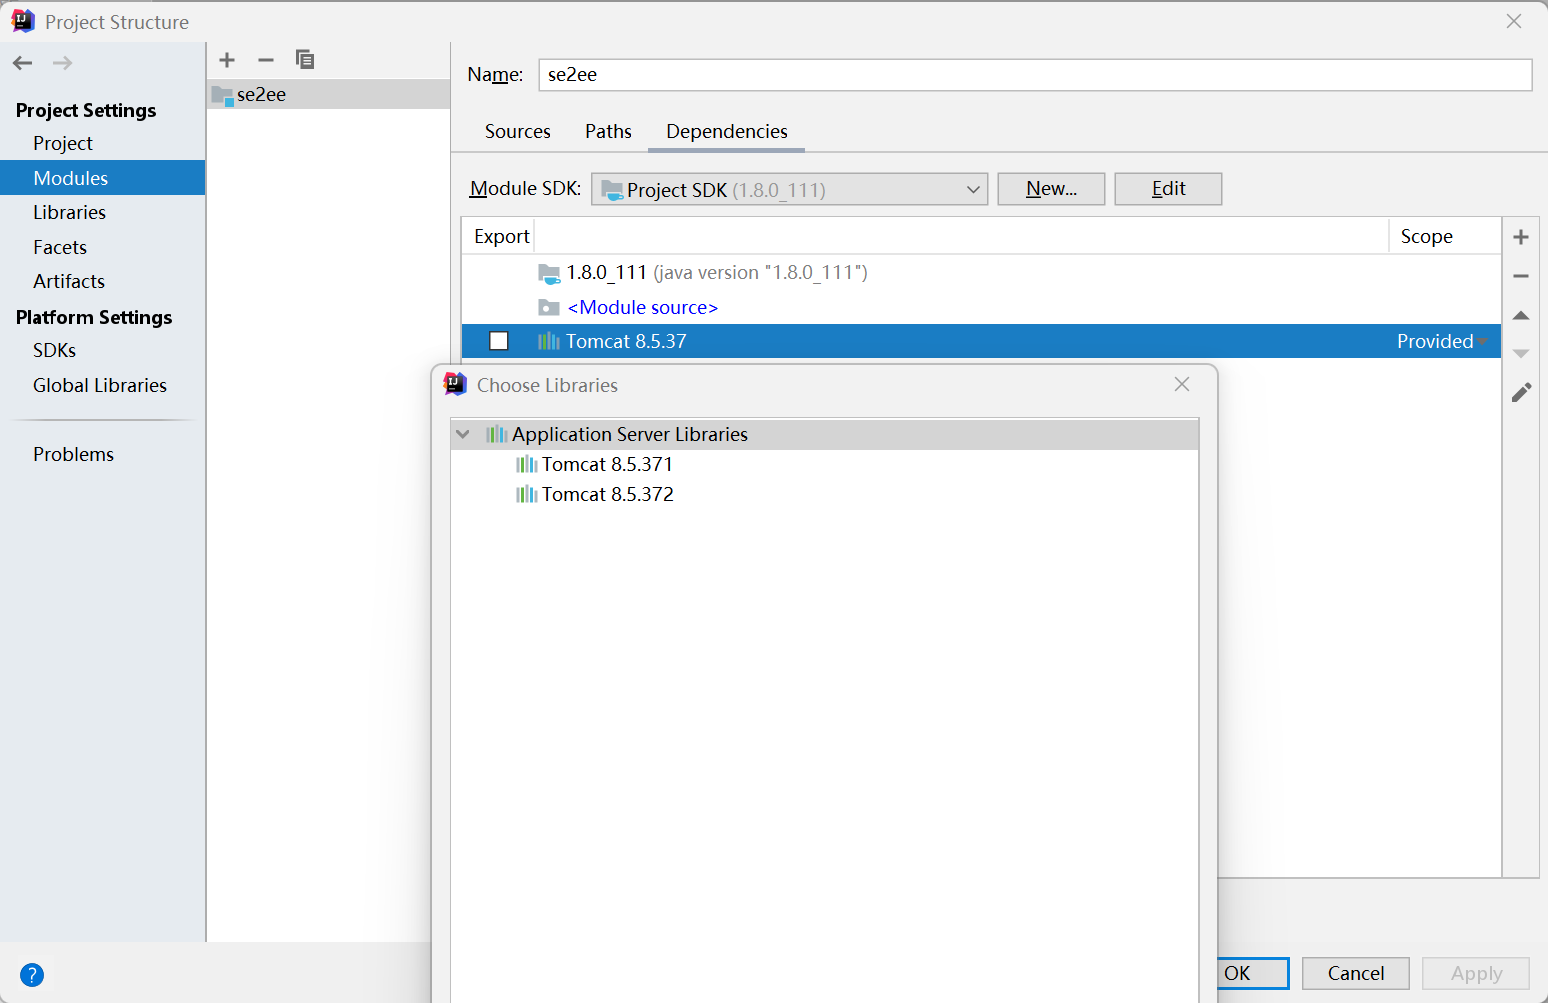 Project Structure
Project Settings
Project
Modules
Libraries
Facets
Artifacts
Platform Settings
SDKs
Global Libraries
Problems
se2ee
Name: se2ee
Sources Paths Dependencies
Module SDK: Project SDK (1.8.0_111) New... Edit
Export Scope
1.8.0_111 (java version "1.8.0_111")
<Module source>
Tomcat 8.5.37 Provided
Choose Libraries
Application Server Libraries
Tomcat 8.5.371
Tomcat 8.5.372
? OK Cancel Apply